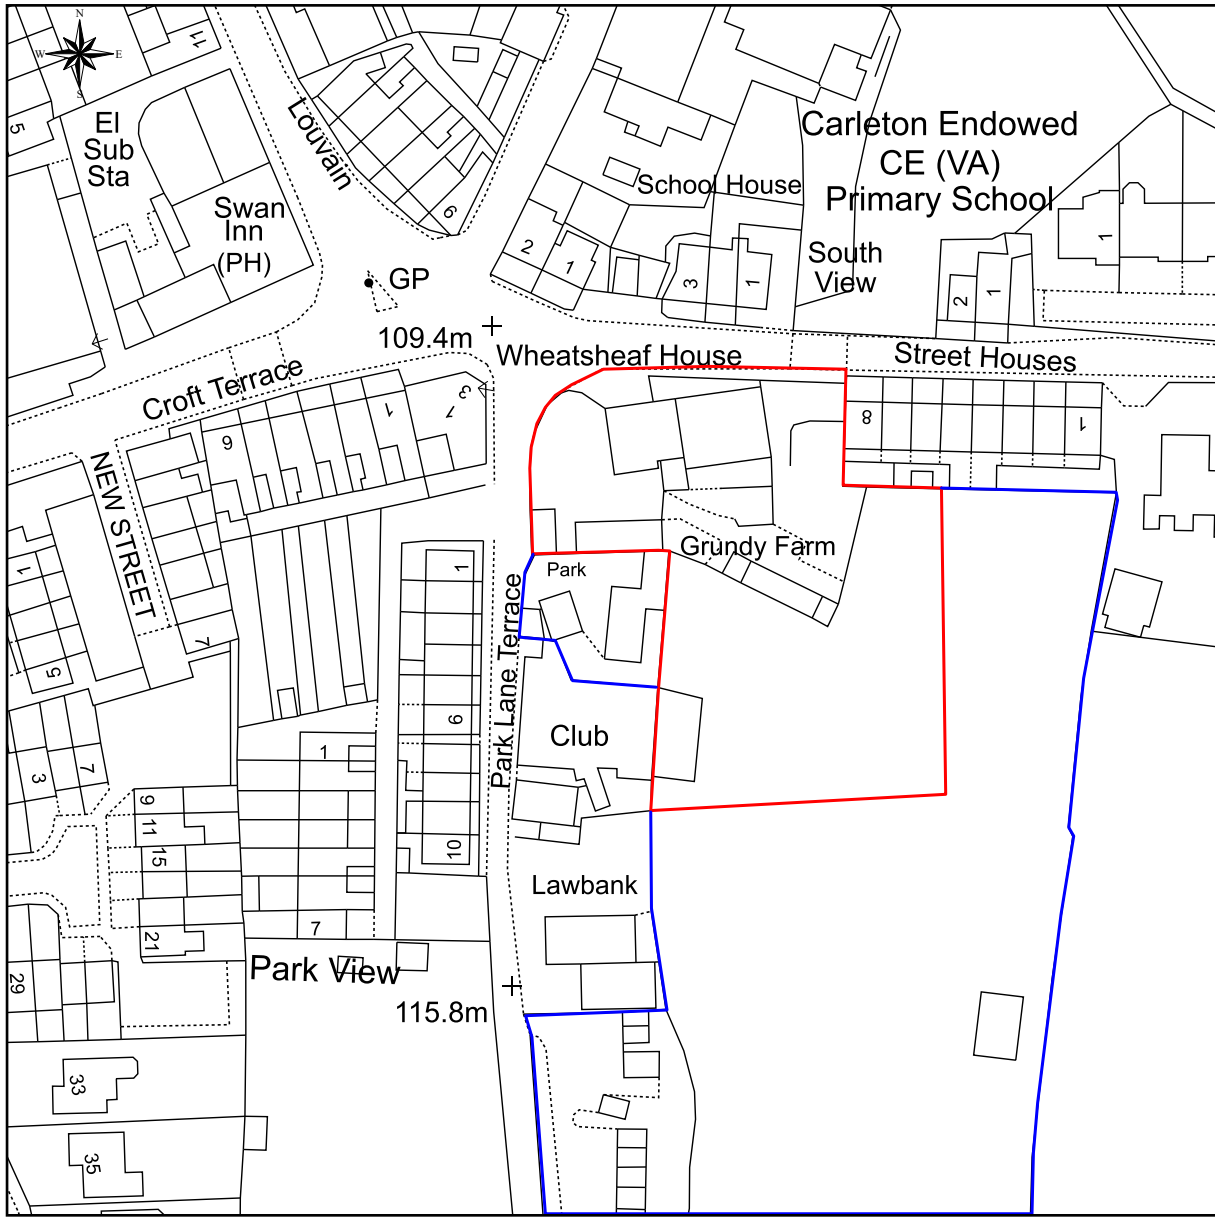 N
W
E
S
11
5
El
Sub
Sta
Louvain
Swan
Inn
(PH)
6
Carleton Endowed
CE (VA)
Primary School
School House
2
1
3
1
South
View
2
1
1
GP
109.4m
Wheatsheaf House
Street Houses
Croft Terrace
6
1
1
3
8
1
NEW STREET
1
5
7
3
7
Park Lane Terrace
1
6
10
Park
Grundy Farm
Club
1
7
9
11
15
21
29
33
35
Lawbank
Park View
115.8m